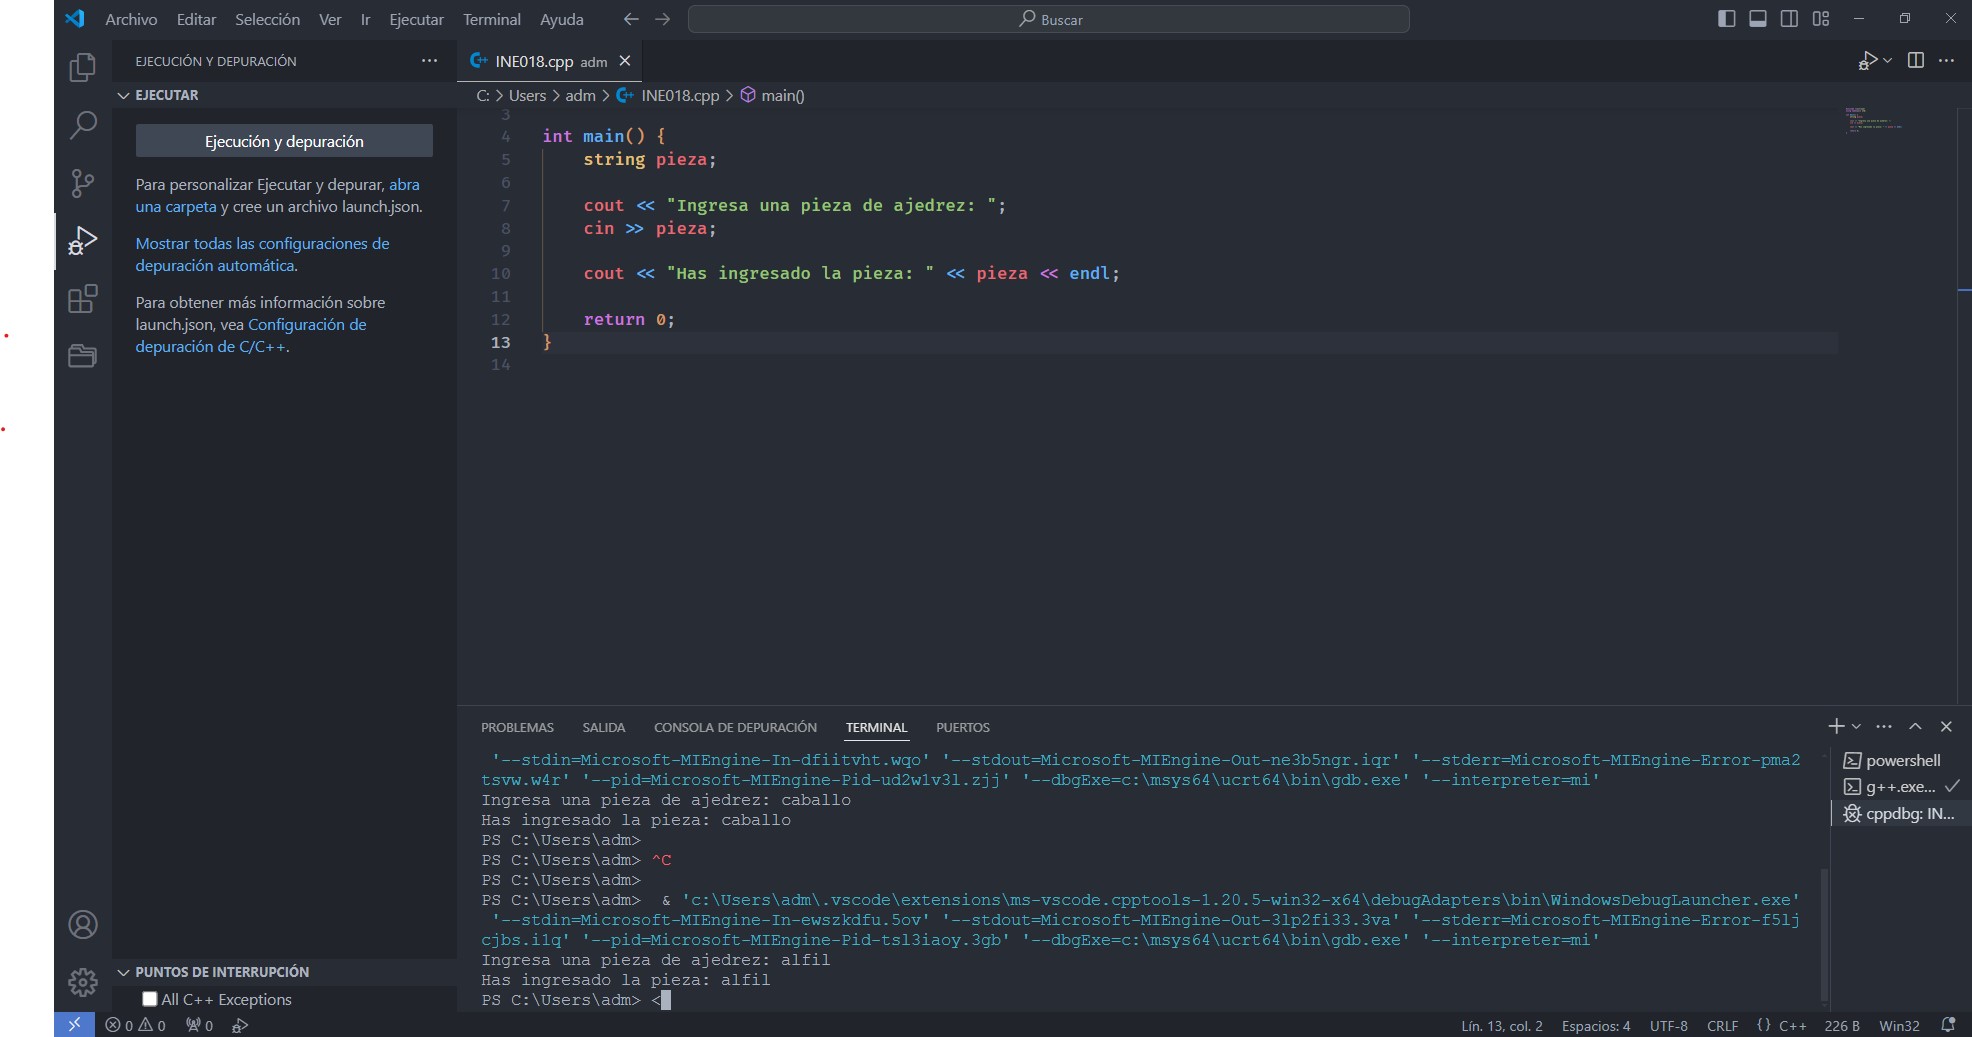 Archivo Editar Selección Ver Ir Ejecutar Terminal Ayuda
Buscar
EJECUCIÓN Y DEPURACIÓN
EJECUTAR
Ejecución y depuración
Para personalizar Ejecutar y depurar, abra
una carpeta y cree un archivo launch.json.
Mostrar todas las configuraciones de
depuración automática.
Para obtener más información sobre
launch.json, vea Configuración de
depuración de C/C++.
PUNTOS DE INTERRUPCIÓN
All C++ Exceptions
INE018.cpp adm
C: > Users > adm > INE018.cpp > main()
3
4 int main() {
5 string pieza;
6
7 cout << "Ingresa una pieza de ajedrez: ";
8 cin >> pieza;
9
10 cout << "Has ingresado la pieza: " << pieza << endl;
11
12 return 0;
13 }
14
PROBLEMAS SALIDA CONSOLA DE DEPURACIÓN TERMINAL PUERTOS
'--stdin=Microsoft-MIEngine-In-dfiitvht.wqo' '--stdout=Microsoft-MIEngine-Out-ne3b5ngr.iqr' '--stderr=Microsoft-MIEngine-Error-pma2
tsvw.w4r' '--pid=Microsoft-MIEngine-Pid-ud2w1v3l.zjj' '--dbgExe=c:\msys64\ucrt64\bin\gdb.exe' '--interpreter=mi'
Ingresa una pieza de ajedrez: caballo
Has ingresado la pieza: caballo
PS C:\Users\adm>
PS C:\Users\adm> ^C
PS C:\Users\adm>
PS C:\Users\adm> & 'c:\Users\adm\.vscode\extensions\ms-vscode.cpptools-1.20.5-win32-x64\debugAdapters\bin\WindowsDebugLauncher.exe'
'--stdin=Microsoft-MIEngine-In-ewszkdfu.5ov' '--stdout=Microsoft-MIEngine-Out-3lp2fi33.3va' '--stderr=Microsoft-MIEngine-Error-f5lj
cjbs.i1q' '--pid=Microsoft-MIEngine-Pid-tsl3iaoy.3gb' '--dbgExe=c:\msys64\ucrt64\bin\gdb.exe' '--interpreter=mi'
Ingresa una pieza de ajedrez: alfil
Has ingresado la pieza: alfil
PS C:\Users\adm> <
powershell
g++.exe...
cppdbg: IN...
0 0 0
Lín. 13, col. 2 Espacios: 4 UTF-8 CRLF {} C++ 226 B Win32